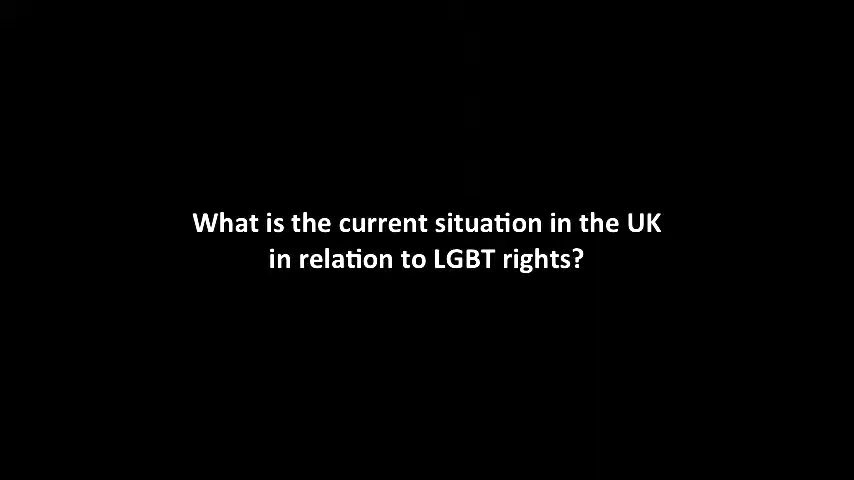 What is the current situation in the UK
in relation to LGBT rights?